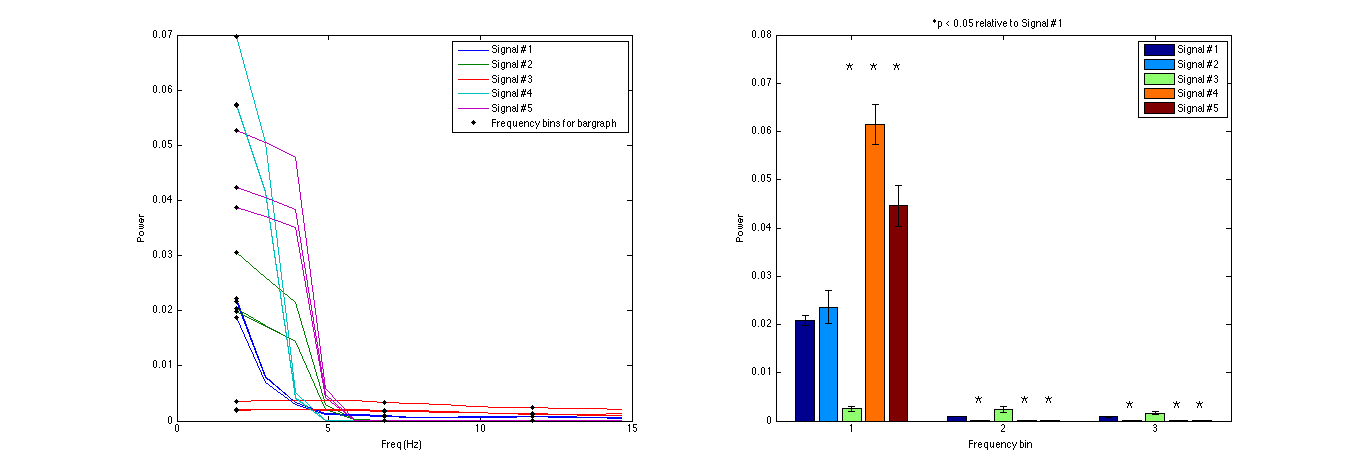 *p < 0.05 relative to Signal #1
0.07
0.06
0.05
0.04
0.03
0.02
0.01
0
Power
Signal #1
Signal #2
Signal #3
Signal #4
Signal #5
Frequency bins for bargraph
0
5
10
15
Freq (Hz)
0.08
0.07
0.06
0.05
0.04
0.03
0.02
0.01
0
Power
Signal #1
Signal #2
Signal #3
Signal #4
Signal #5
* * *
* * *
* * *
1
2
3
Frequency bin